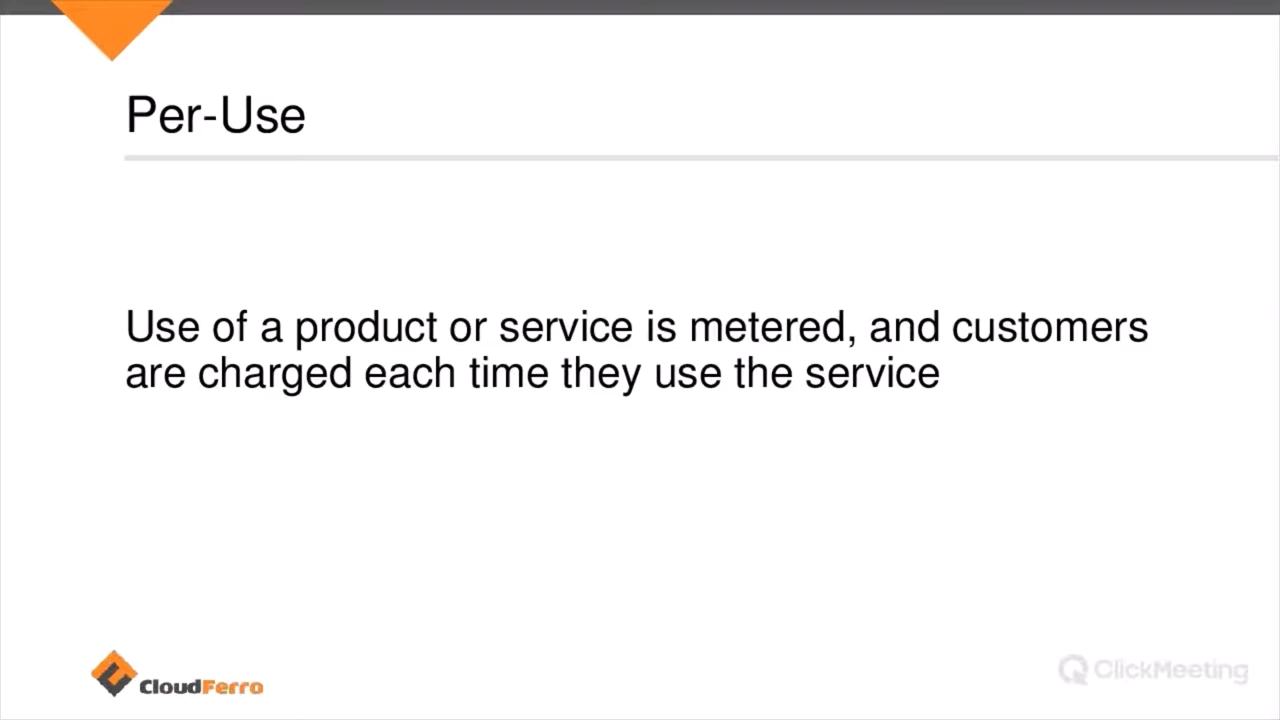 Per-Use
Use of a product or service is metered, and customers
are charged each time they use the service
CloudFerro
ClickMeeting